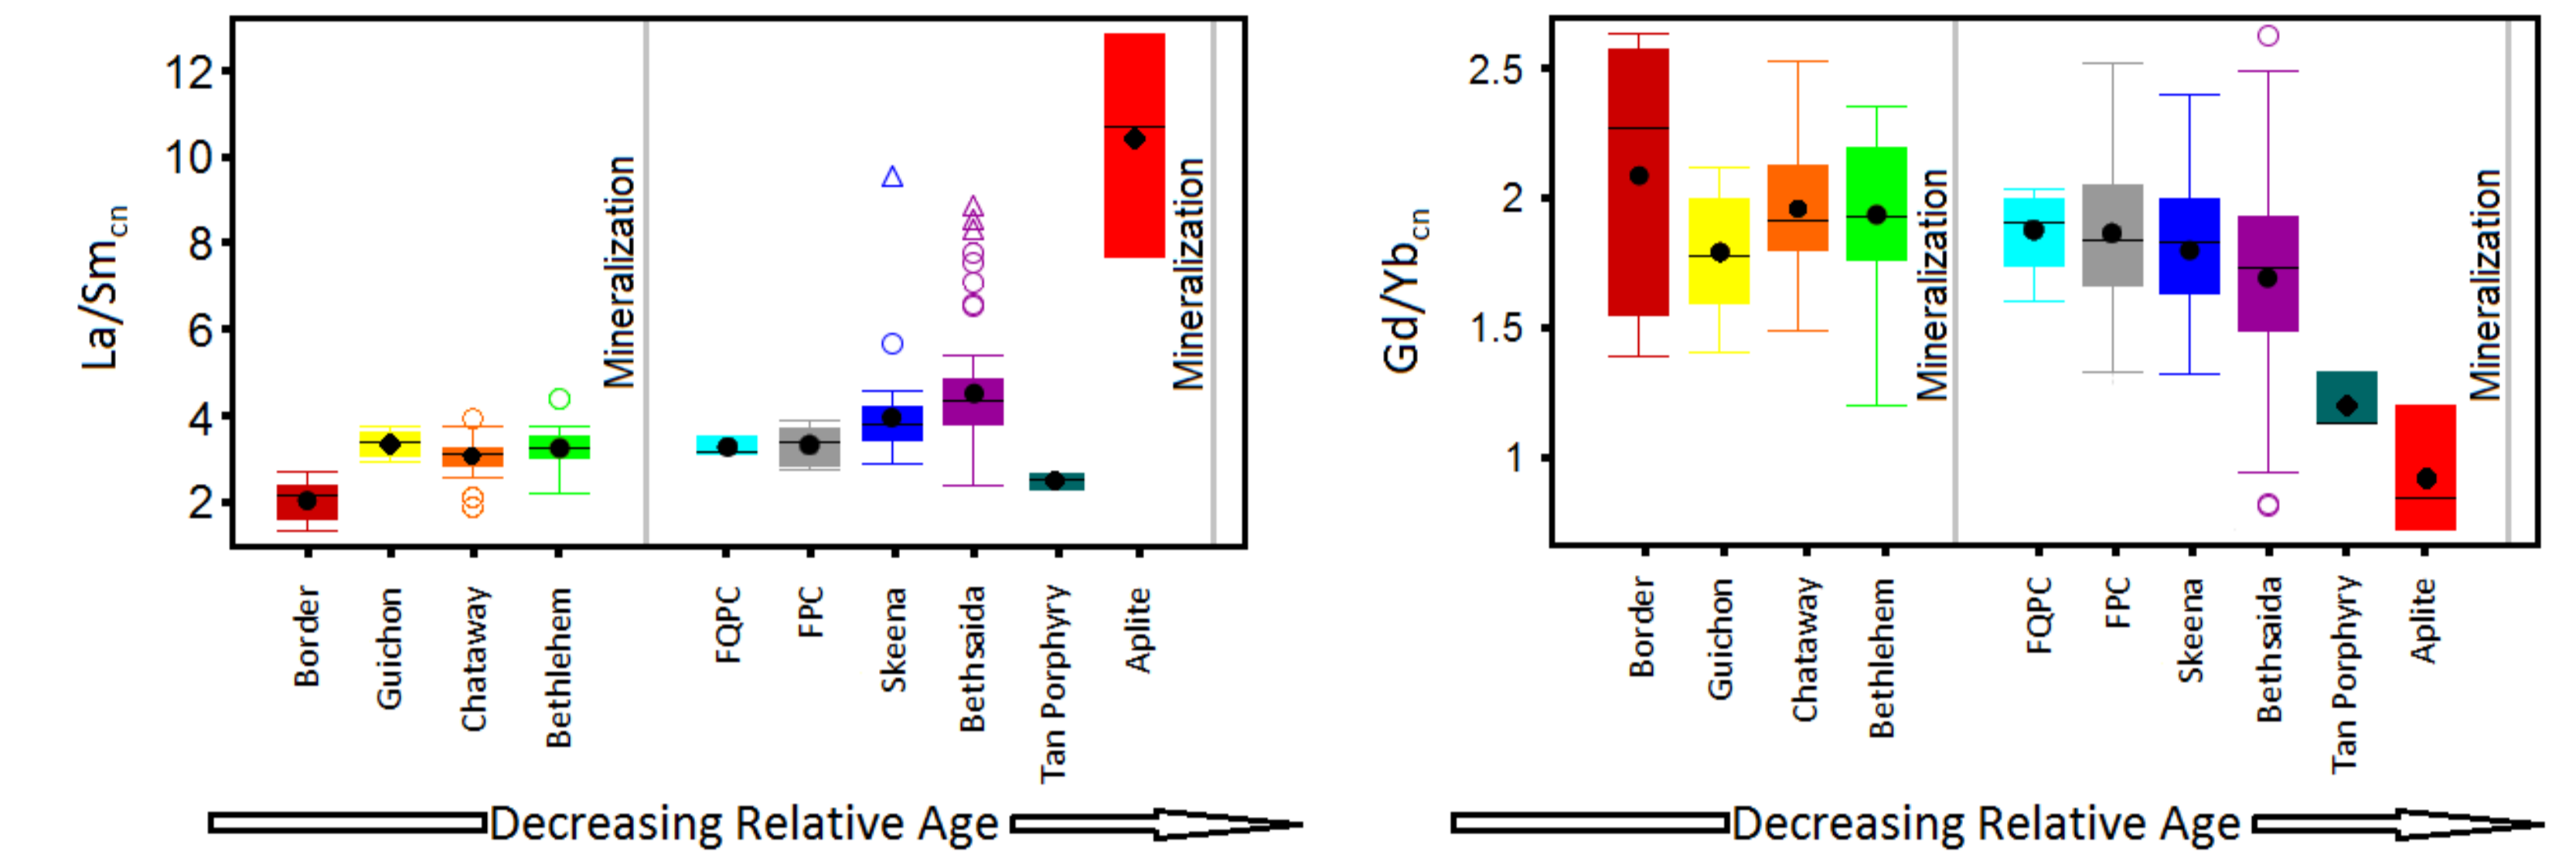 La/Smcn
12
10
8
6
4
2
Mineralization
Mineralization
Border
Guichon
Chataway
Bethlehem
FQPC
FPC
Skeena
Bethsaida
Tan Porphyry
Aplite
Decreasing Relative Age
Gd/Ybcn
2.5
2
1.5
1
Mineralization
Mineralization
Border
Guichon
Chataway
Bethlehem
FQPC
FPC
Skeena
Bethsaida
Tan Porphyry
Aplite
Decreasing Relative Age